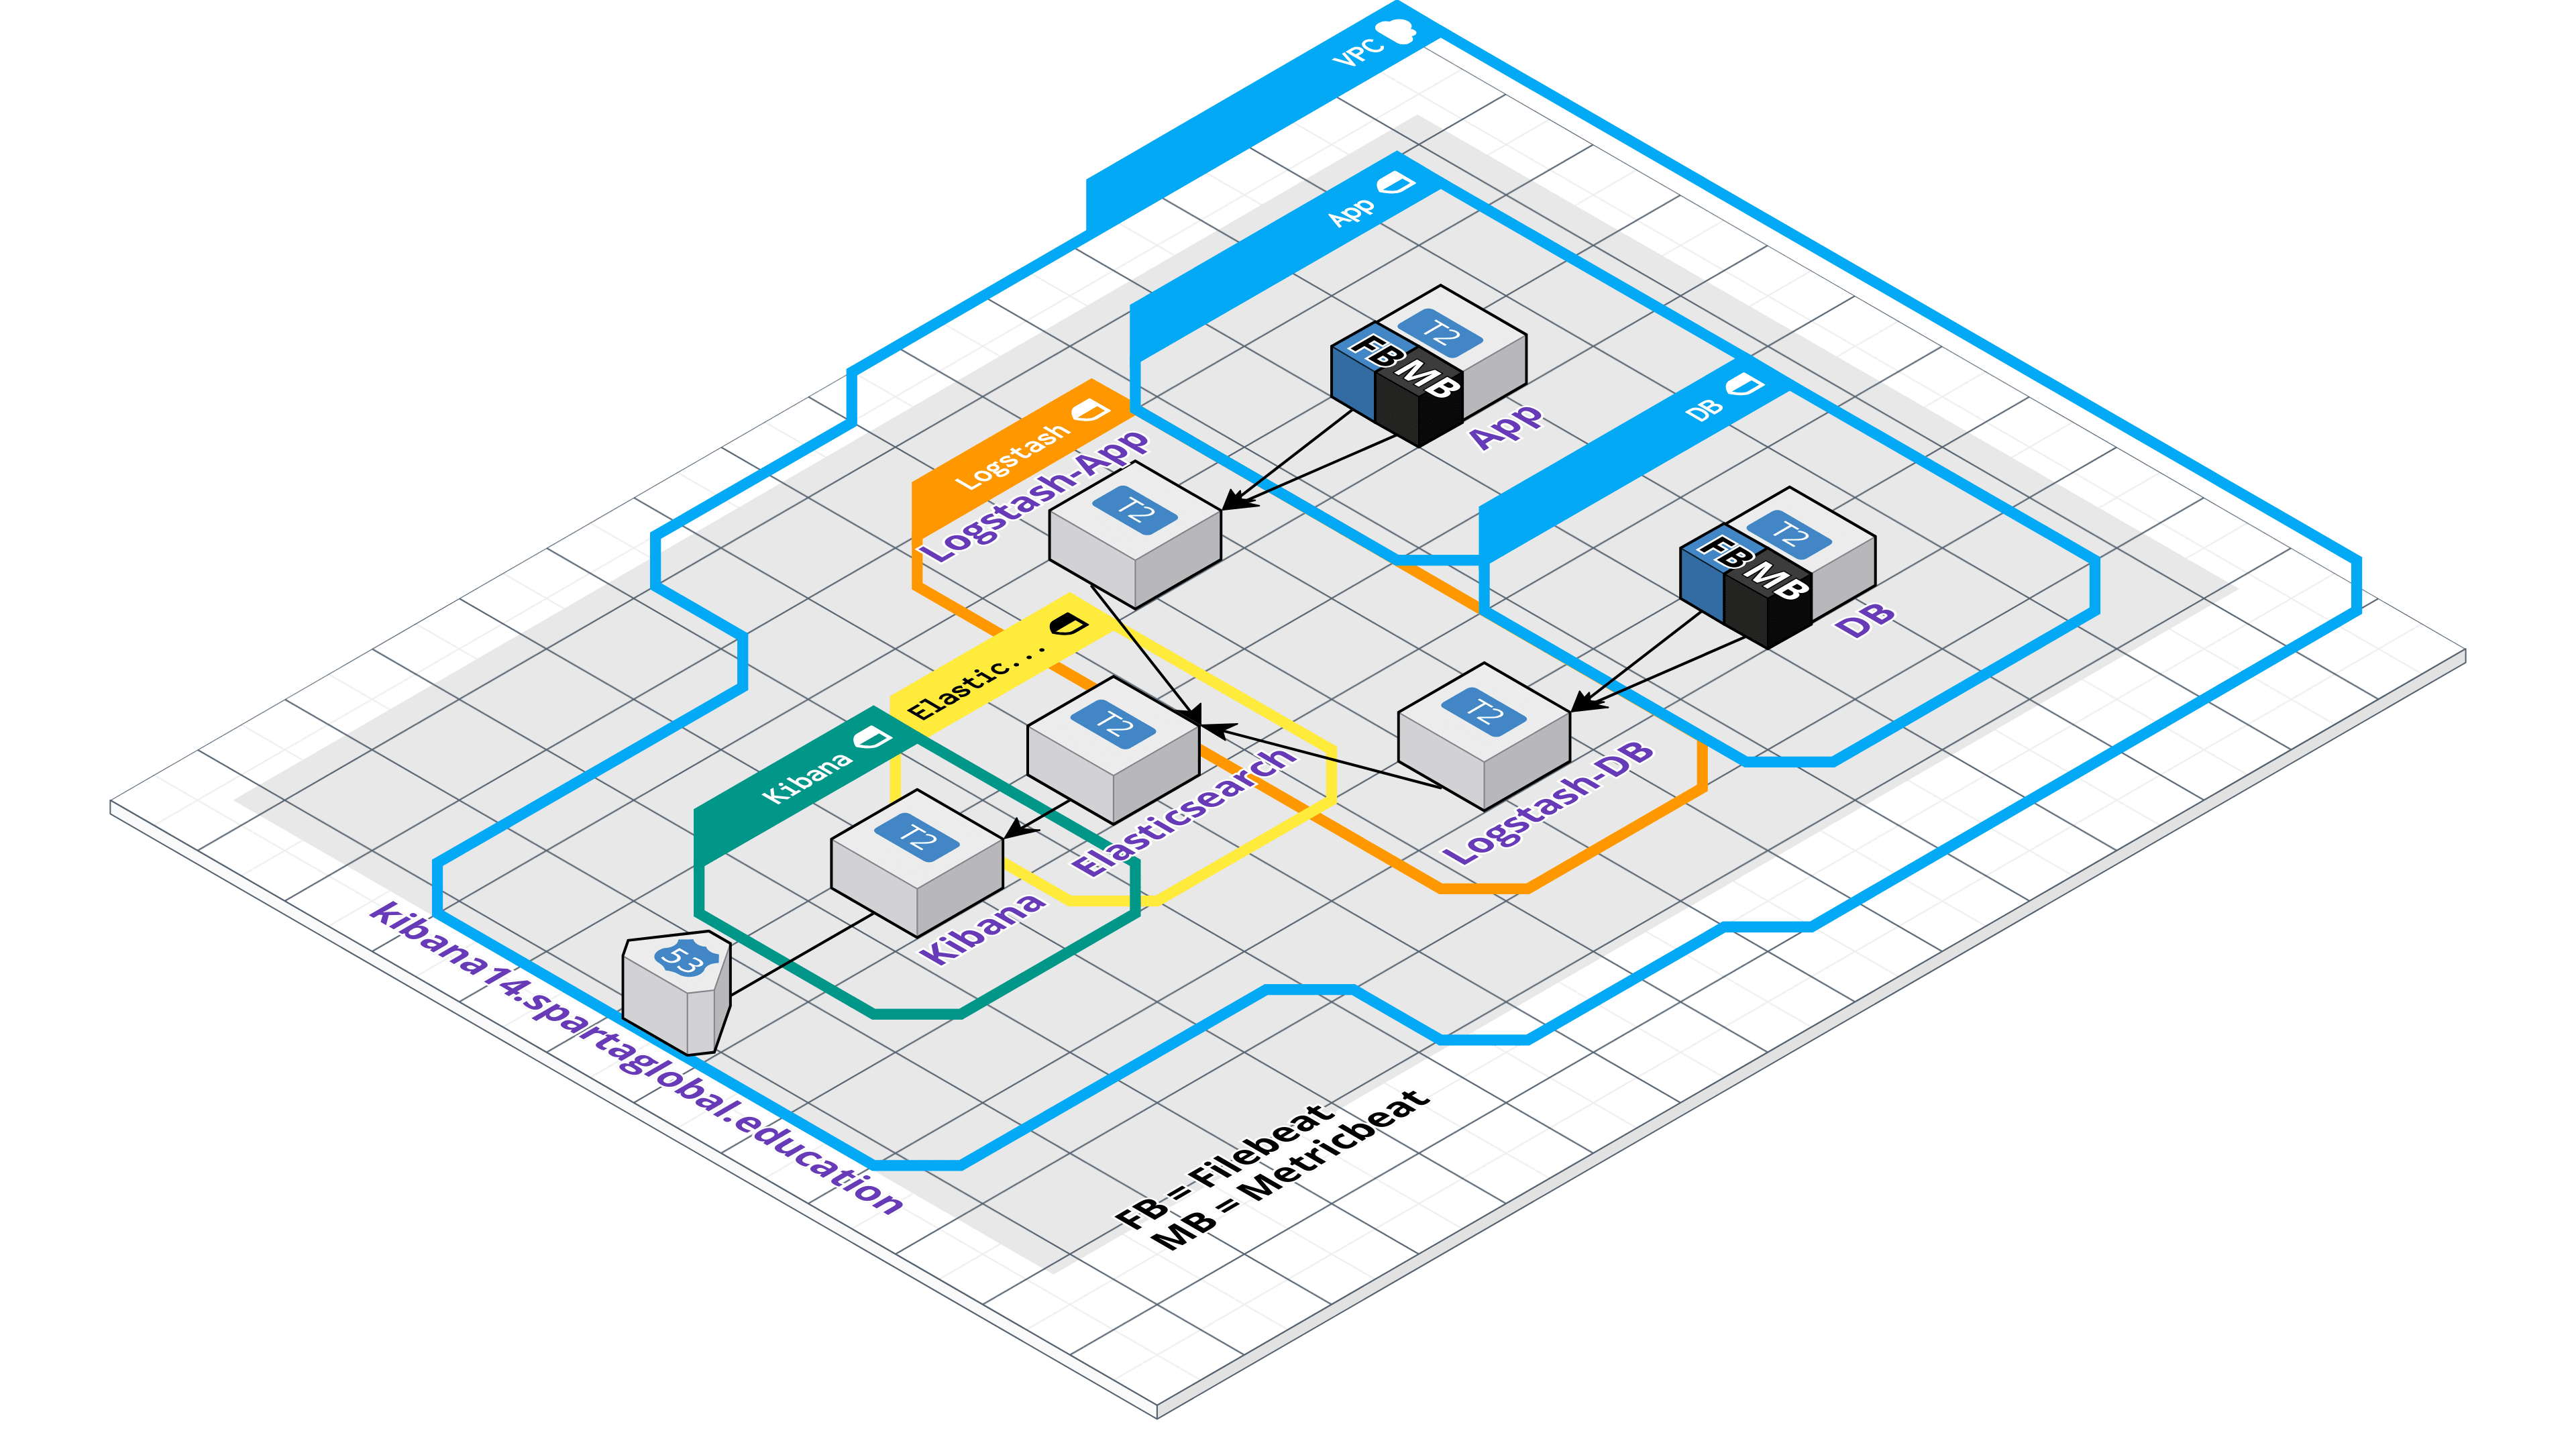 VPC
App
T2
FB MB
App
DB
T2
FB MB
DB
Logstash
Logstash-App
T2
Elastic...
T2
Elasticsearch
T2
Logstash-DB
Kibana
T2
Kibana
53
kibana14.spartaglobal.education
FB = Filebeat
MB = Metricbeat